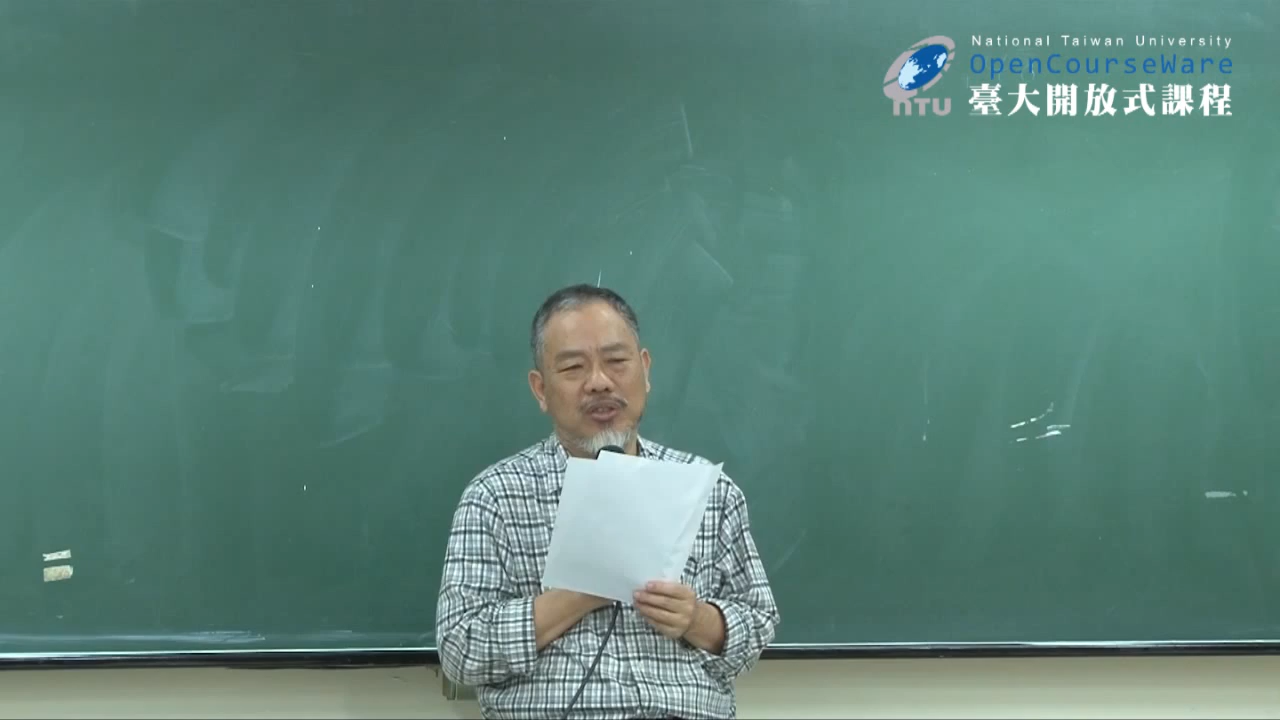 National Taiwan University
OpenCourseWare
臺大開放式課程
NTU